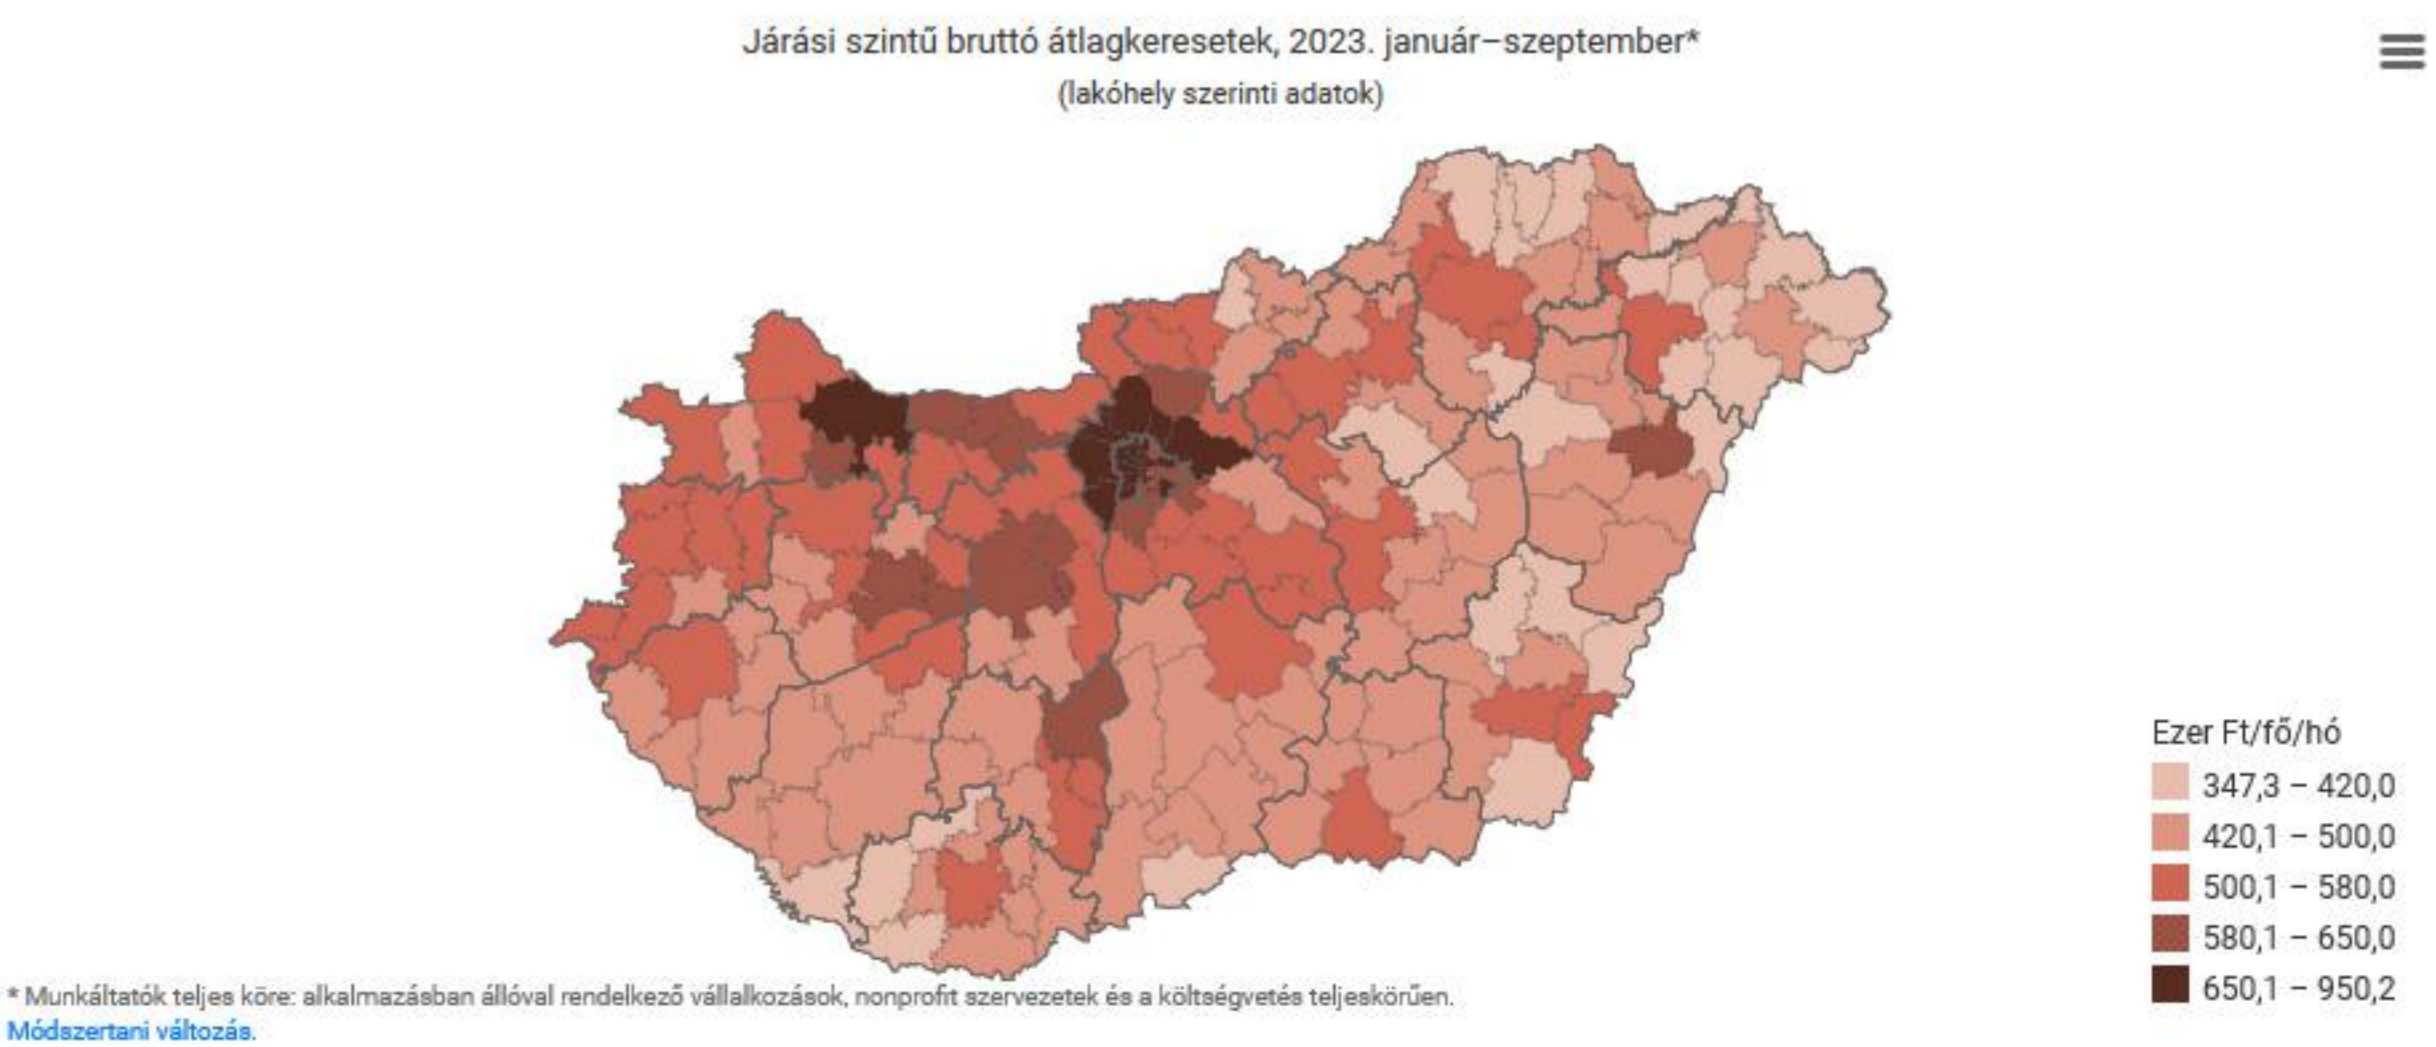 Járási szintű bruttó átlagkeresetek, 2023. január–szeptember*
(lakóhely szerinti adatok)
Ezer Ft/fő/hó
347,3 – 420,0
420,1 – 500,0
500,1 – 580,0
580,1 – 650,0
650,1 – 950,2
* Munkáltatók teljes köre: alkalmazásban állóval rendelkező vállalkozások, nonprofit szervezetek és a költségvetés teljeskörűen.
Módszertani változás.